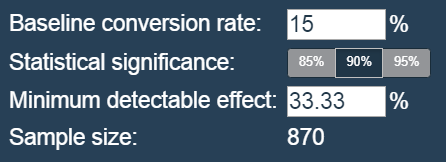 Baseline conversion rate: 15 %
Statistical significance: 85% 90% 95%
Minimum detectable effect: 33.33 %
Sample size: 870